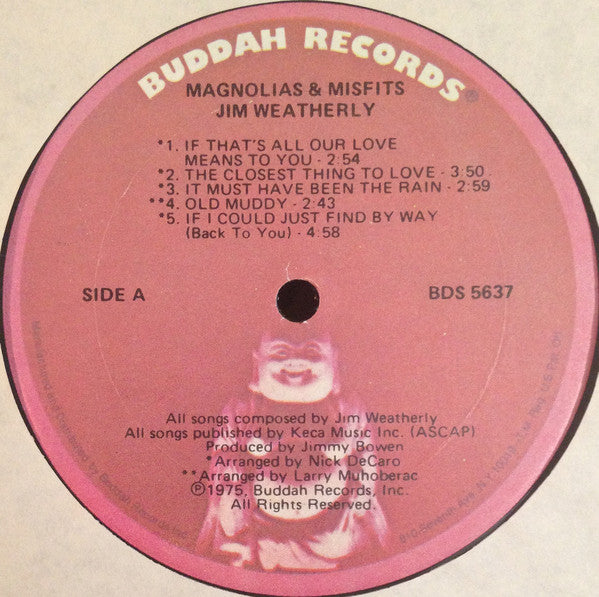 BUDDAH RECORDS®
MAGNOLIAS & MISFITS
JIM WEATHERLY
*1. IF THAT'S ALL OUR LOVE
MEANS TO YOU - 2:54
*2. THE CLOSEST THING TO LOVE - 3:50
*3. IT MUST HAVE BEEN THE RAIN - 2:59
**4. OLD MUDDY - 2:43
*5. IF I COULD JUST FIND BY WAY
(Back To You) - 4:58
SIDE A
BDS 5637
All songs composed by Jim Weatherly
All songs published by Keca Music Inc. (ASCAP)
Produced by Jimmy Bowen
*Arranged by Nick DeCaro
**Arranged by Larry Muhoberac
Ⓟ1975, Buddah Records, Inc.
All Rights Reserved.
Buddah Records, Inc.